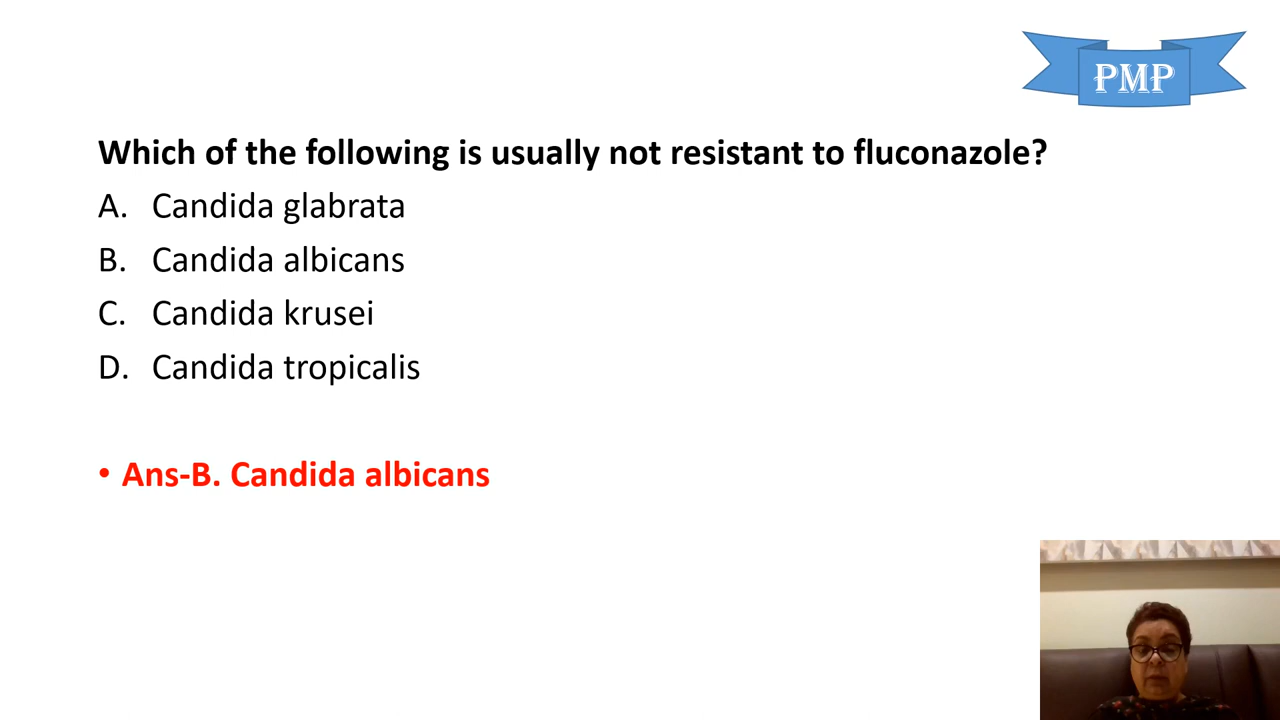 PMP
Which of the following is usually not resistant to fluconazole?
A. Candida glabrata
B. Candida albicans
C. Candida krusei
D. Candida tropicalis
• Ans-B. Candida albicans